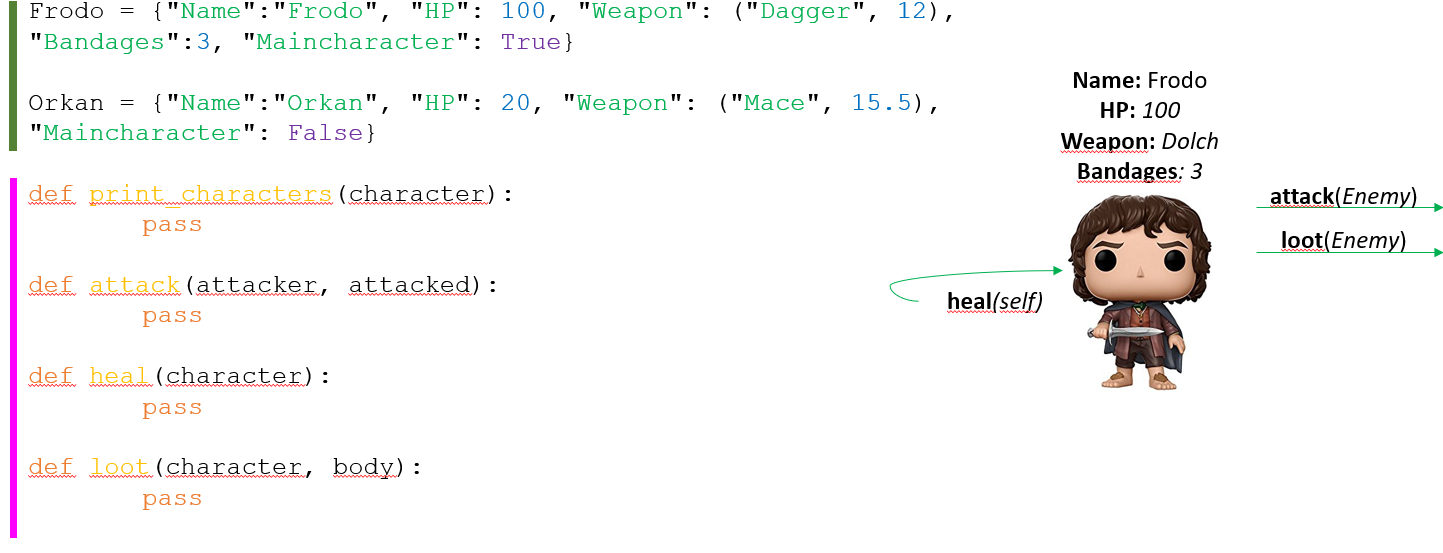 Frodo = {"Name":"Frodo", "HP": 100, "Weapon": ("Dagger", 12),
"Bandages":3, "Maincharacter": True}
Orkan = {"Name":"Orkan", "HP": 20, "Weapon": ("Mace", 15.5),
"Maincharacter": False}
def print_characters(character):
pass
def attack(attacker, attacked):
pass
def heal(character):
pass
def loot(character, body):
pass
Name: Frodo
HP: 100
Weapon: Dolch
Bandages: 3
attack(Enemy)
loot(Enemy)
heal(self)